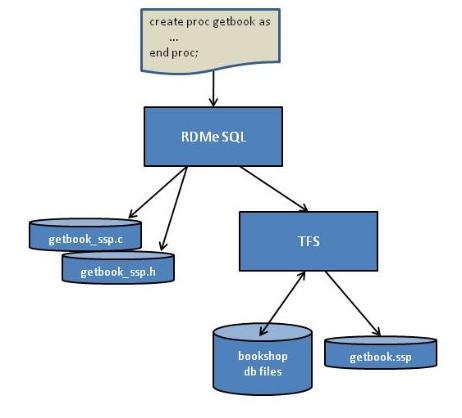 create proc getbook as
...
end proc;
RDMe SQL
getbook_ssp.c
getbook_ssp.h
TFS
bookshop
db files
getbook.ssp